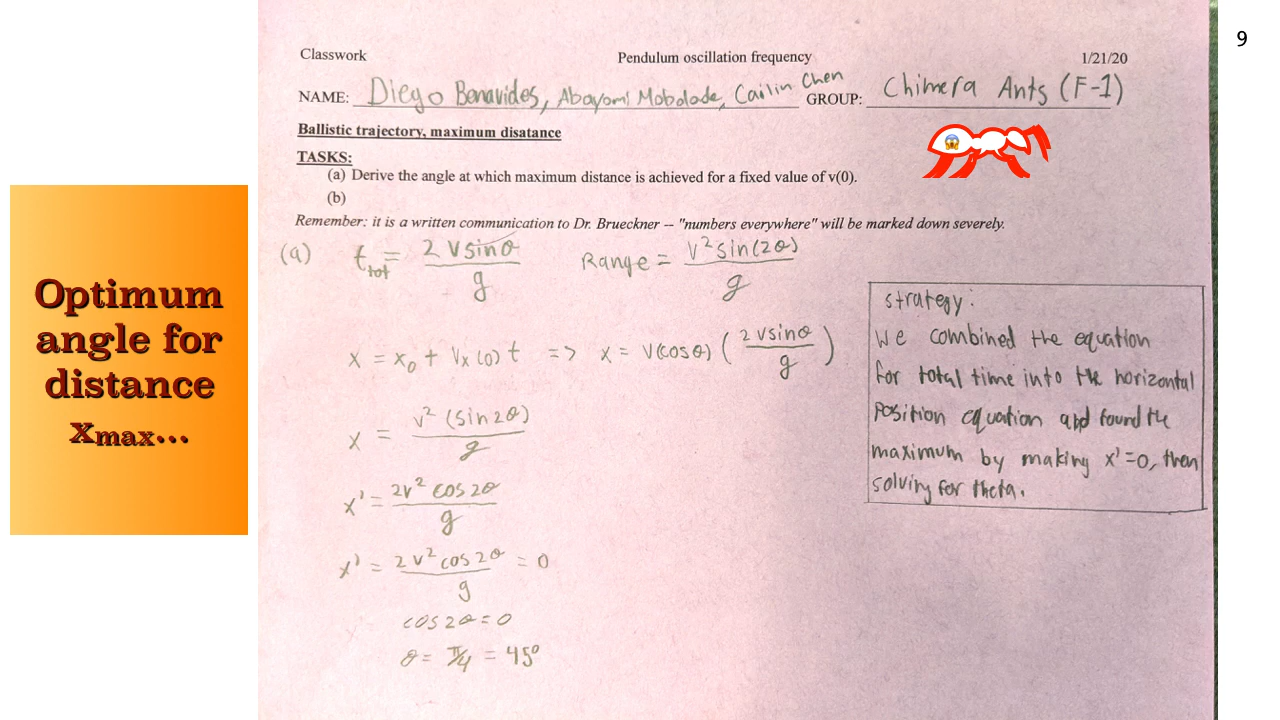 9
Optimum
angle for
distance
xmax...
Classwork
Pendulum oscillation frequency
1/21/20
NAME: Diego Benavides, Abayomi Mobolade, Cailin Chen
GROUP: Chimera Ants (F-1)
Ballistic trajectory, maximum disatance
TASKS:
(a) Derive the angle at which maximum distance is achieved for a fixed value of v(0).
(b)
Remember: it is a written communication to Dr. Brueckner -- "numbers everywhere" will be marked down severely.
(a) t_tot = 2vsinθ/g Range = v²sin(2θ)/g
x = x₀ + Vx(0)t => x = V(cosθ) (2vsinθ/g)
x = v²(sin2θ)/g
x' = 2v² cos2θ/g
x' = 2v²cos2θ/g = 0
cos2θ=0
θ = π/4 = 45°
strategy:
We combined the equation
for total time into the horizontal
position equation and found the
maximum by making x'=0, then
solving for theta.